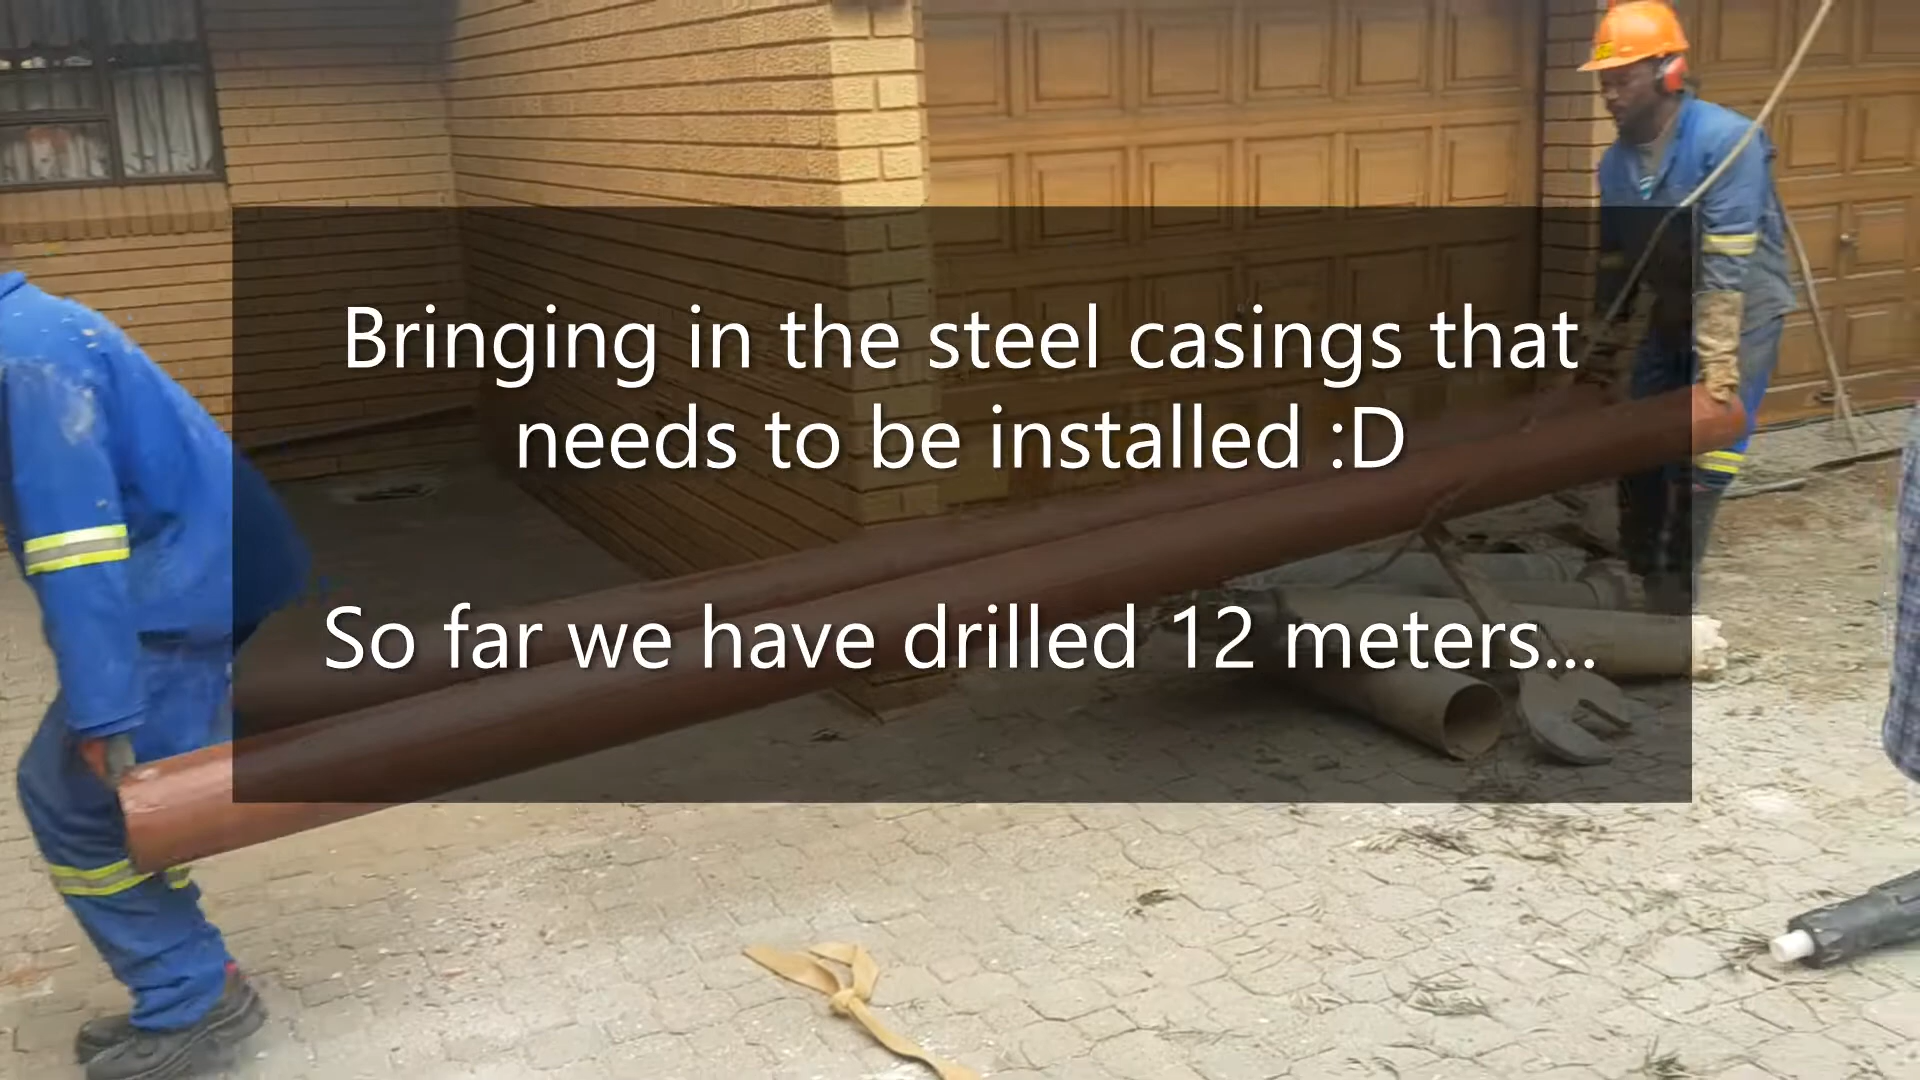 Bringing in the steel casings that
needs to be installed :D
So far we have drilled 12 meters...